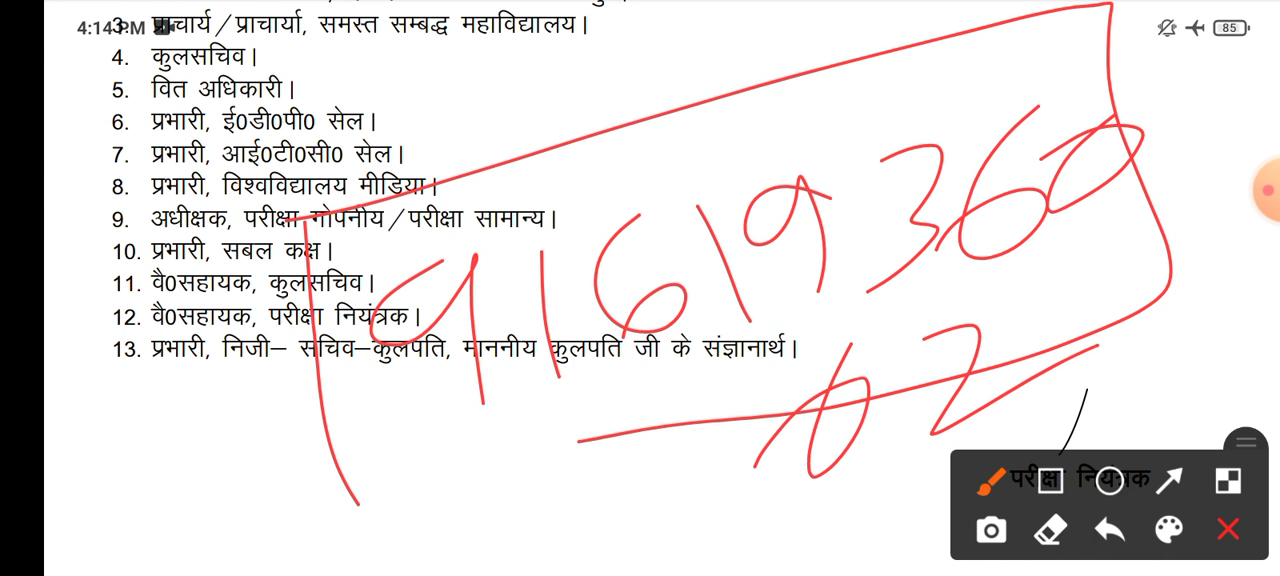 4:14 PM
85
3. प्राचार्य/प्राचार्या, समस्त सम्बद्ध महाविद्यालय।
4. कुलसचिव।
5. वित अधिकारी।
6. प्रभारी, ई0डी0पी0 सेल।
7. प्रभारी, आई0टी0सी0 सेल।
8. प्रभारी, विश्वविद्यालय मीडिया।
9. अधीक्षक, परीक्षा गोपनीय/परीक्षा सामान्य।
10. प्रभारी, सबल कक्ष।
11. वै0सहायक, कुलसचिव।
12. वै0सहायक, परीक्षा नियंत्रक।
13. प्रभारी, निजी– सचिव–कुलपति, माननीय कुलपति जी के संज्ञानार्थ।
91619360
62
परीक्षा नियंत्रक